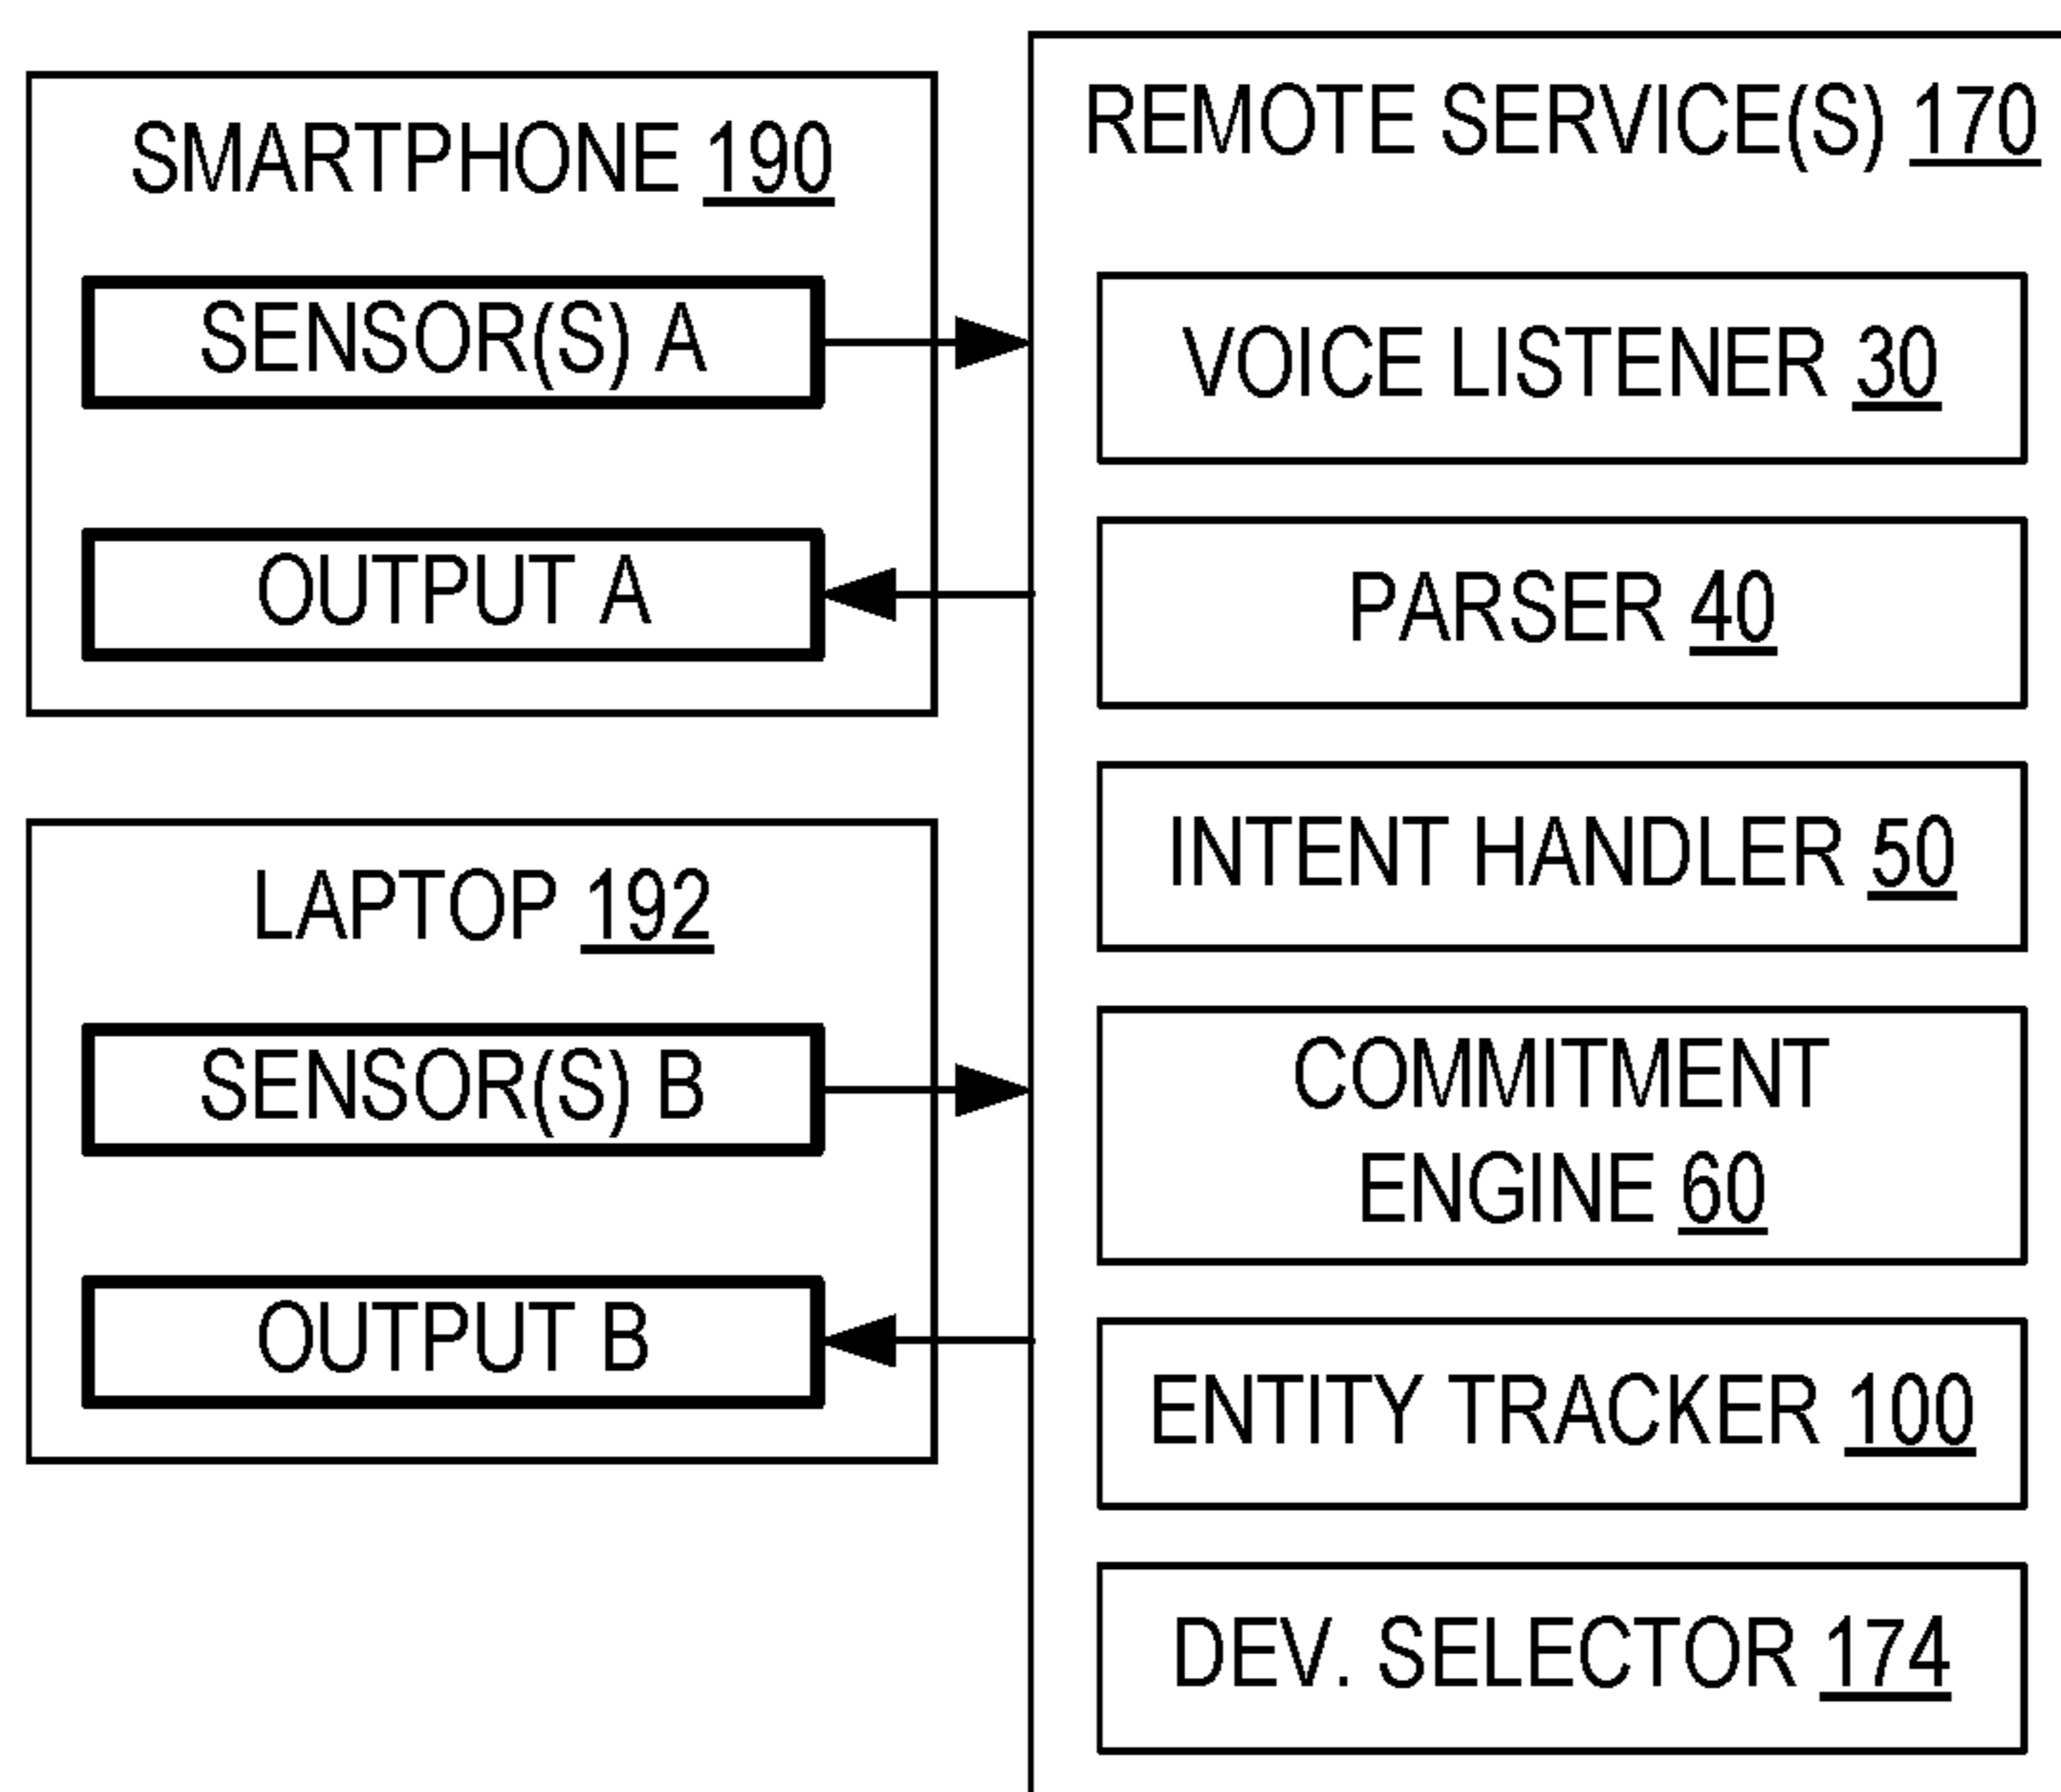 SMARTPHONE 190
SENSOR(S) A
OUTPUT A
LAPTOP 192
SENSOR(S) B
OUTPUT B
REMOTE SERVICE(S) 170
VOICE LISTENER 30
PARSER 40
INTENT HANDLER 50
COMMITMENT
ENGINE 60
ENTITY TRACKER 100
DEV. SELECTOR 174